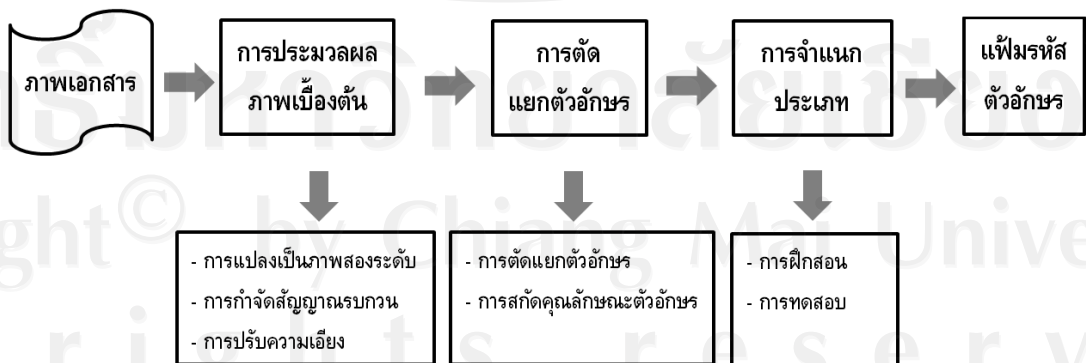 ภาพเอกสาร
การประมวลผล
ภาพเบื้องต้น
การตัด
แยกตัวอักษร
การจำแนก
ประเภท
แฟ้มรหัส
ตัวอักษร
- การแปลงเป็นภาพสองระดับ
- การกำจัดสัญญาณรบกวน
- การปรับความเอียง
- การตัดแยกตัวอักษร
- การสกัดคุณลักษณะตัวอักษร
- การฝึกสอน
- การทดสอบ
ght© by Chiang Mai Unive
rights reserv